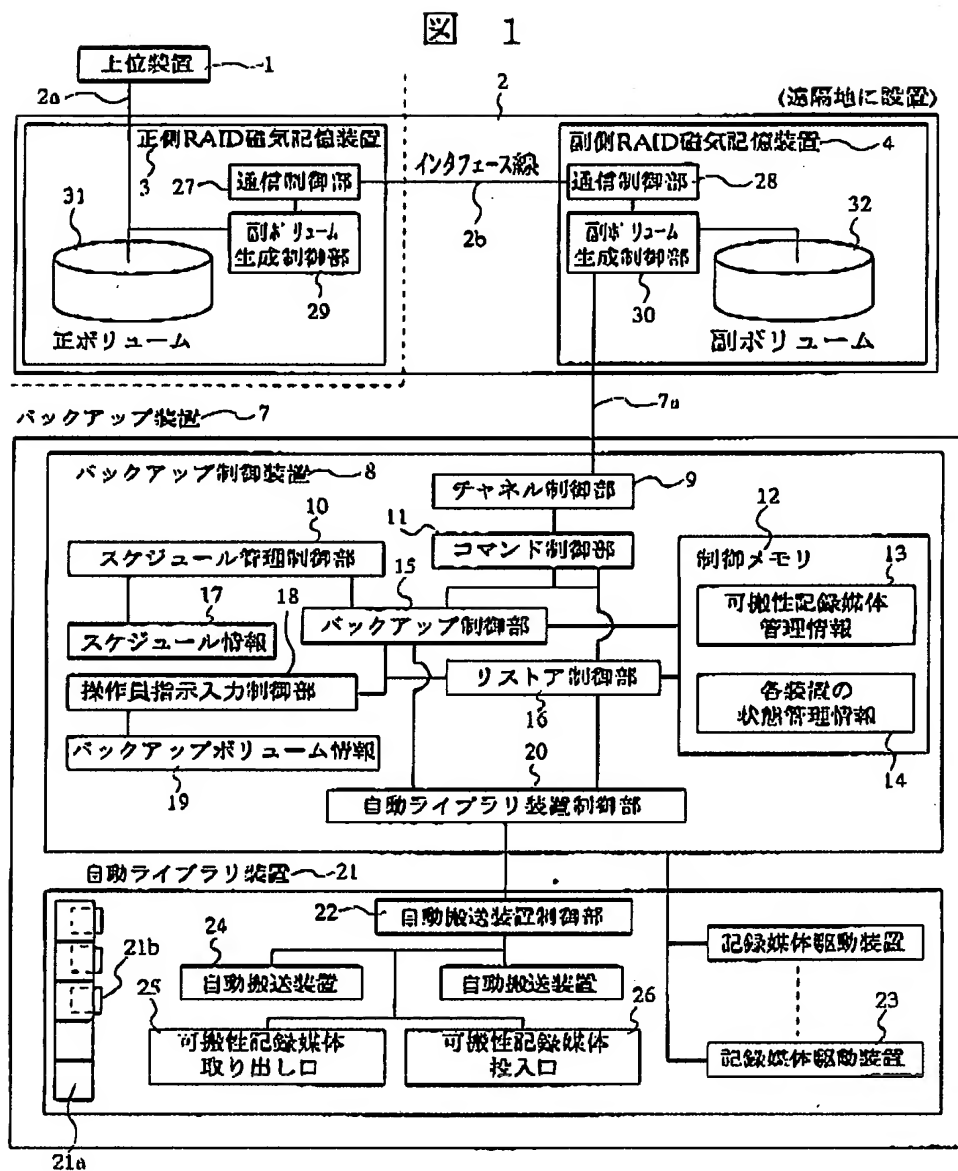 図 1
上位装置 1
2a
2
(遠隔地に設置)
正側RAID磁気記憶装置
3
27
通信制御部
インタフェース線
2b
副側RAID磁気記憶装置 4
通信制御部
28
31
副ボリューム
生成制御部
29
正ボリューム
副ボリューム
生成制御部
30
32
副ボリューム
7a
バックアップ装置 7
バックアップ制御装置 8
チャネル制御部
9
10
スケジュール管理制御部
11
コマンド制御部
12
制御メモリ
13
可搬性記録媒体
管理情報
17
スケジュール情報
18
15
バックアップ制御部
操作員指示入力制御部
リストア制御部
16
各装置の
状態管理情報
14
バックアップボリューム情報
19
20
自動ライブラリ装置制御部
自動ライブラリ装置 21
22
自動搬送装置制御部
21b
24
自動搬送装置
自動搬送装置
記録媒体駆動装置
25
可搬性記録媒体
取り出し口
26
可搬性記録媒体
投入口
23
記録媒体駆動装置
21a